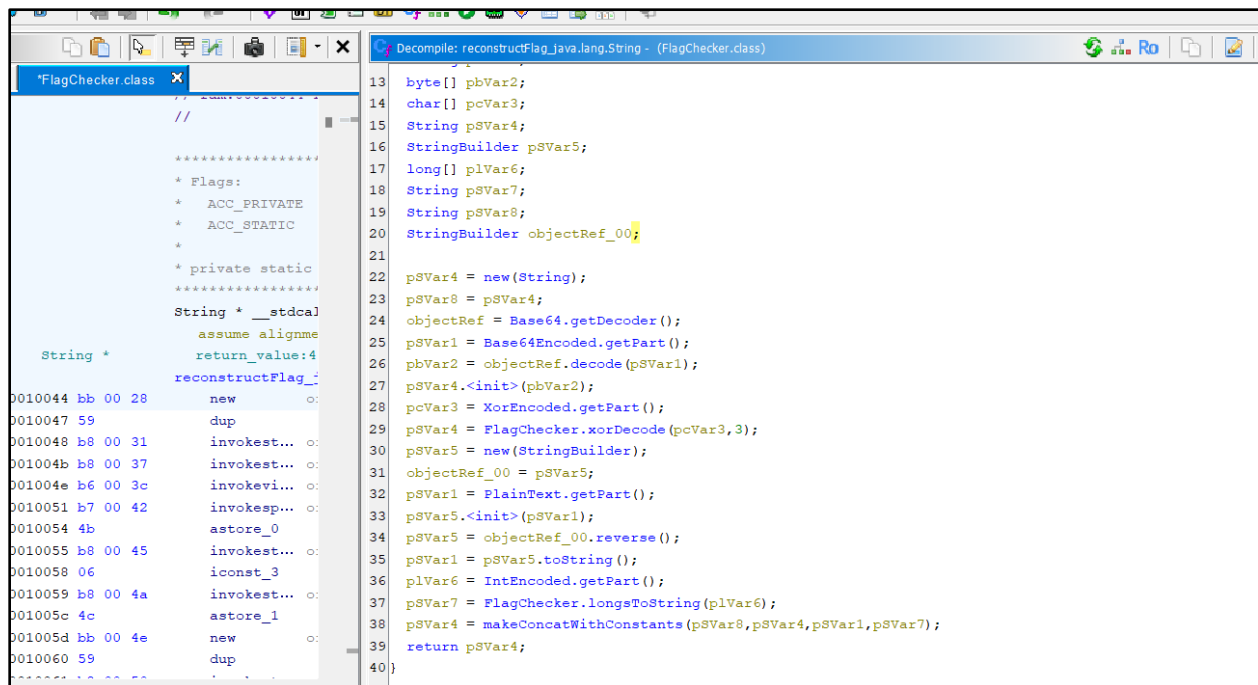 Decompile: reconstructFlag_java.lang.String - (FlagChecker.class)
Ro
*FlagChecker.class
//
*****************
* Flags:
*   ACC_PRIVATE
*   ACC_STATIC
*
* private static
*****************
String * __stdcal
assume alignme
String *   return_value:4
reconstructFlag_j
0010044 bb 00 28   new
0010047 59   dup
0010048 b8 00 31   invokest...
001004b b8 00 37   invokest...
001004e b6 00 3c   invokevi...
0010051 b7 00 42   invokesp...
0010054 4b   astore_0
0010055 b8 00 45   invokest...
0010058 06   iconst_3
0010059 b8 00 4a   invokest...
001005c 4c   astore_1
001005d bb 00 4e   new
0010060 59   dup
13 byte[] pbVar2;
14 char[] pcVar3;
15 String pSVar4;
16 StringBuilder pSVar5;
17 long[] plVar6;
18 String pSVar7;
19 String pSVar8;
20 StringBuilder objectRef_00;
21
22 pSVar4 = new(String);
23 pSVar8 = pSVar4;
24 objectRef = Base64.getDecoder();
25 pSVar1 = Base64Encoded.getPart();
26 pbVar2 = objectRef.decode(pSVar1);
27 pSVar4.<init>(pbVar2);
28 pcVar3 = XorEncoded.getPart();
29 pSVar4 = FlagChecker.xorDecode(pcVar3,3);
30 pSVar5 = new(StringBuilder);
31 objectRef_00 = pSVar5;
32 pSVar1 = PlainText.getPart();
33 pSVar5.<init>(pSVar1);
34 pSVar5 = objectRef_00.reverse();
35 pSVar1 = pSVar5.toString();
36 plVar6 = IntEncoded.getPart();
37 pSVar7 = FlagChecker.longsToString(plVar6);
38 pSVar4 = makeConcatWithConstants(pSVar8,pSVar4,pSVar1,pSVar7);
39 return pSVar4;
40 }